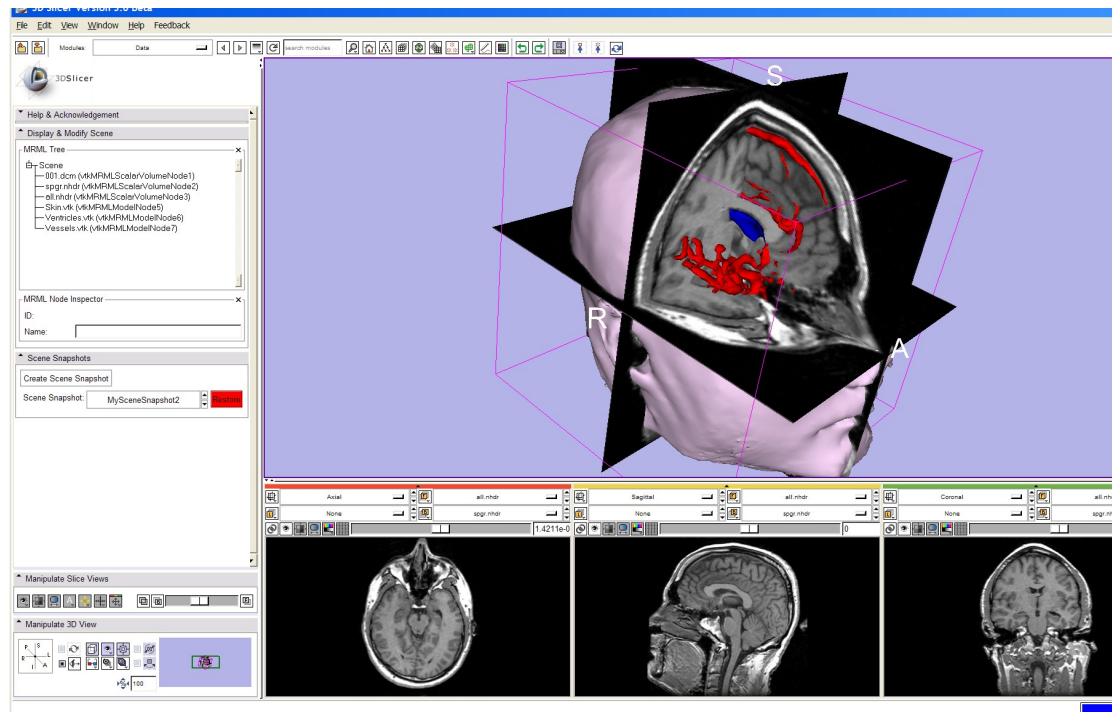 3D Slicer Version 3.0 Beta
File Edit View Window Help Feedback
Modules: Data search modules
3DSlicer
Help & Acknowledgement
Display & Modify Scene
MRML Tree
Scene
001.dcm (vtkMRMLScalarVolumeNode1)
spgr.nhdr (vtkMRMLScalarVolumeNode2)
all.nhdr (vtkMRMLScalarVolumeNode3)
Skin.vtk (vtkMRMLModelNode5)
Ventricles.vtk (vtkMRMLModelNode6)
Vessels.vtk (vtkMRMLModelNode7)
MRML Node Inspector
ID:
Name:
Scene Snapshots
Create Scene Snapshot
Scene Snapshot: MySceneSnapshot2 Restore
Manipulate Slice Views
Manipulate 3D View
P S
R L
I A
100
S
R
A
Axial all.nhdr Sagittal all.nhdr Coronal all.nh
None spgr.nhdr None spgr.nhdr None spgr.nh
1.4211e-0 0